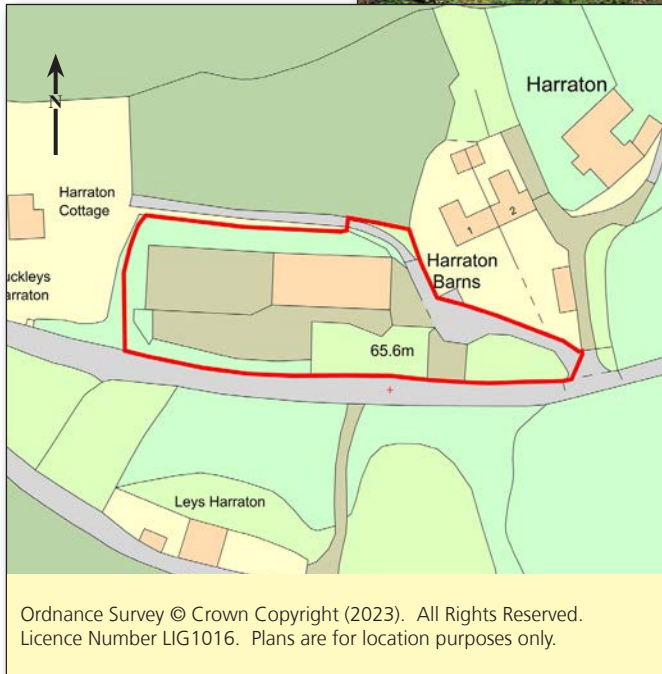 Harraton
N
Harraton
Cottage
1
2
Harraton
Barns
uckleys
arraton
65.6m
Leys Harraton
Ordnance Survey © Crown Copyright (2023). All Rights Reserved.
Licence Number LIG1016. Plans are for location purposes only.